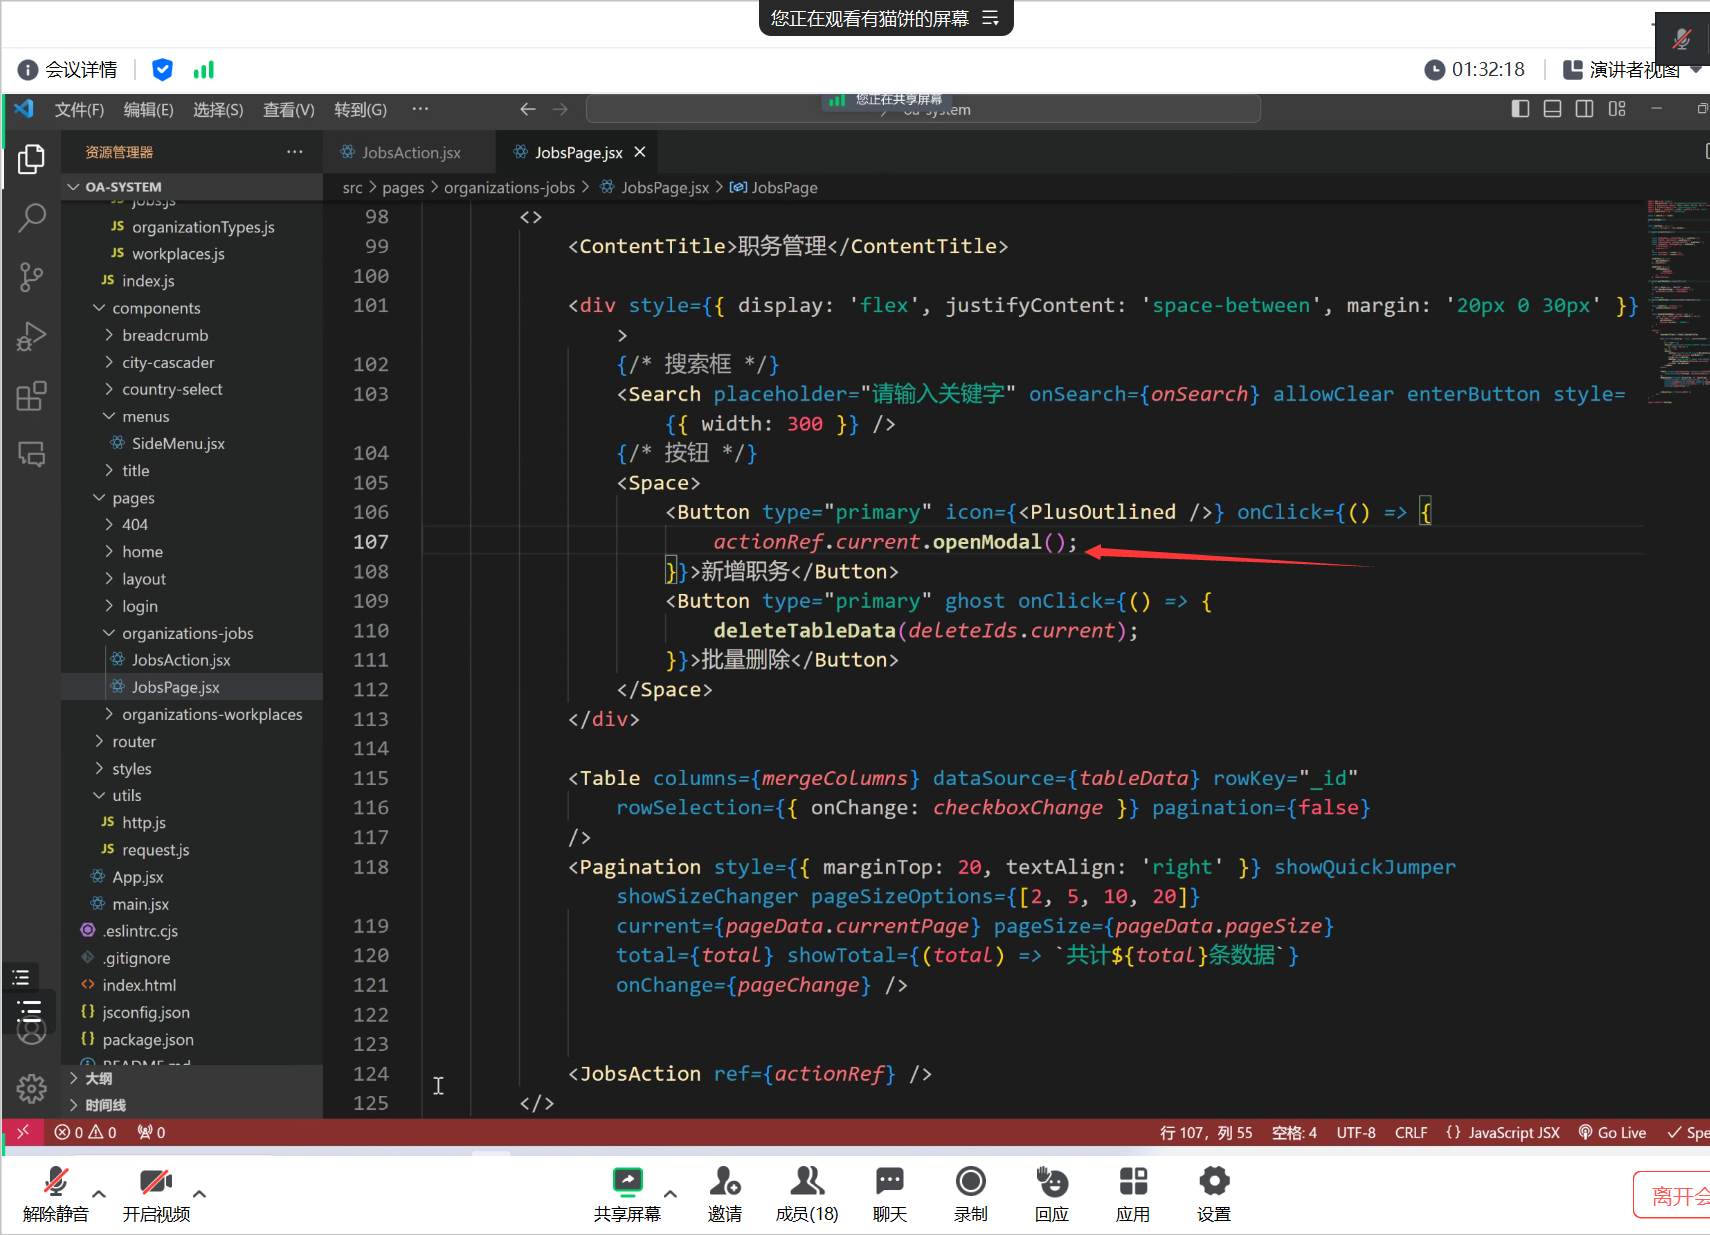 您正在观看有猫饼的屏幕
会议详情
01:32:18
演讲者视图
文件(F) 编辑(E) 选择(S) 查看(V) 转到(G) ···
您正在共享屏幕
oa-system
资源管理器 ···
JobsAction.jsx
JobsPage.jsx
OA-SYSTEM
src > pages > organizations-jobs > JobsPage.jsx > JobsPage
jobs.js
JS organizationTypes.js
JS workplaces.js
JS index.js
components
breadcrumb
city-cascader
country-select
menus
SideMenu.jsx
title
pages
404
home
layout
login
organizations-jobs
JobsAction.jsx
JobsPage.jsx
organizations-workplaces
router
styles
utils
JS http.js
JS request.js
App.jsx
main.jsx
.eslintrc.cjs
.gitignore
index.html
jsconfig.json
package.json
README.md
大纲
时间线
98 <>
99 <ContentTitle>职务管理</ContentTitle>
100
101 <div style={{ display: 'flex', justifyContent: 'space-between', margin: '20px 0 30px' }}
>
102 {/* 搜索框 */}
103 <Search placeholder="请输入关键字" onSearch={onSearch} allowClear enterButton style=
{{ width: 300 }} />
104 {/* 按钮 */}
105 <Space>
106 <Button type="primary" icon={<PlusOutlined />} onClick={() => {
107 actionRef.current.openModal();
108 }}>新增职务</Button>
109 <Button type="primary" ghost onClick={() => {
110 deleteTableData(deleteIds.current);
111 }}>批量删除</Button>
112 </Space>
113 </div>
114
115 <Table columns={mergeColumns} dataSource={tableData} rowKey="_id"
116 rowSelection={{ onChange: checkboxChange }} pagination={false}
117 />
118 <Pagination style={{ marginTop: 20, textAlign: 'right' }} showQuickJumper
showSizeChanger pageSizeOptions={[2, 5, 10, 20]}
119 current={pageData.currentPage} pageSize={pageData.pageSize}
120 total={total} showTotal={(total) => `共计${total}条数据`}
121 onChange={pageChange} />
122
123
124 <JobsAction ref={actionRef} />
125 </>
0 0 0
行 107，列 55 空格: 4 UTF-8 CRLF {} JavaScript JSX Go Live Spe
解除静音
开启视频
共享屏幕
邀请
成员(18)
聊天
录制
回应
应用
设置
离开会